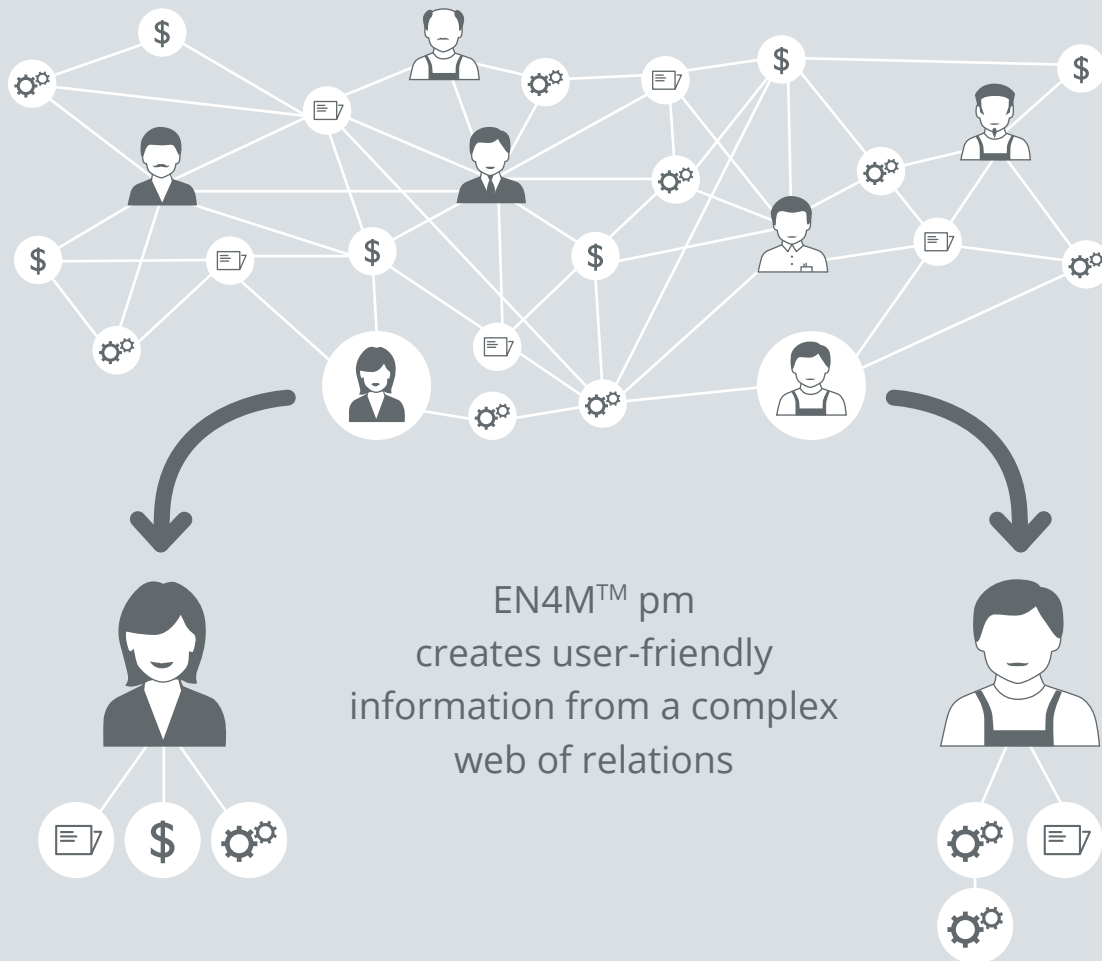 $
$
$
$
$
$
EN4M™ pm
creates user-friendly
information from a complex
web of relations
$